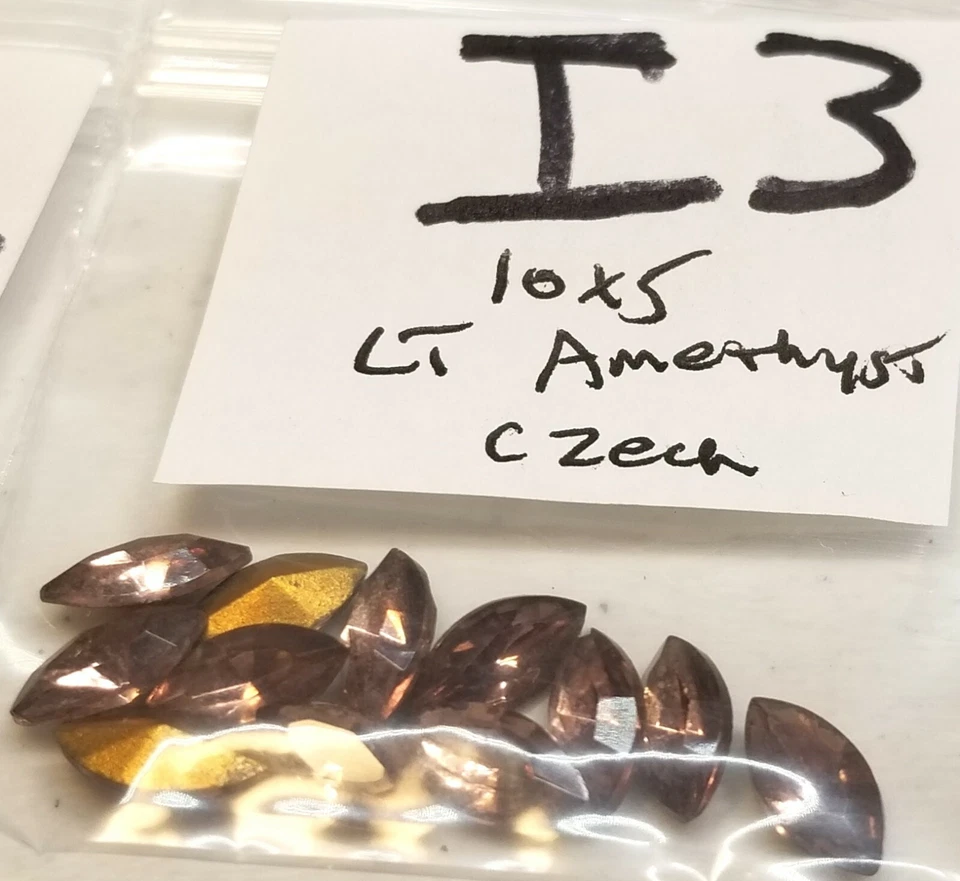 I3
10x5
LT Amethyst
Czech